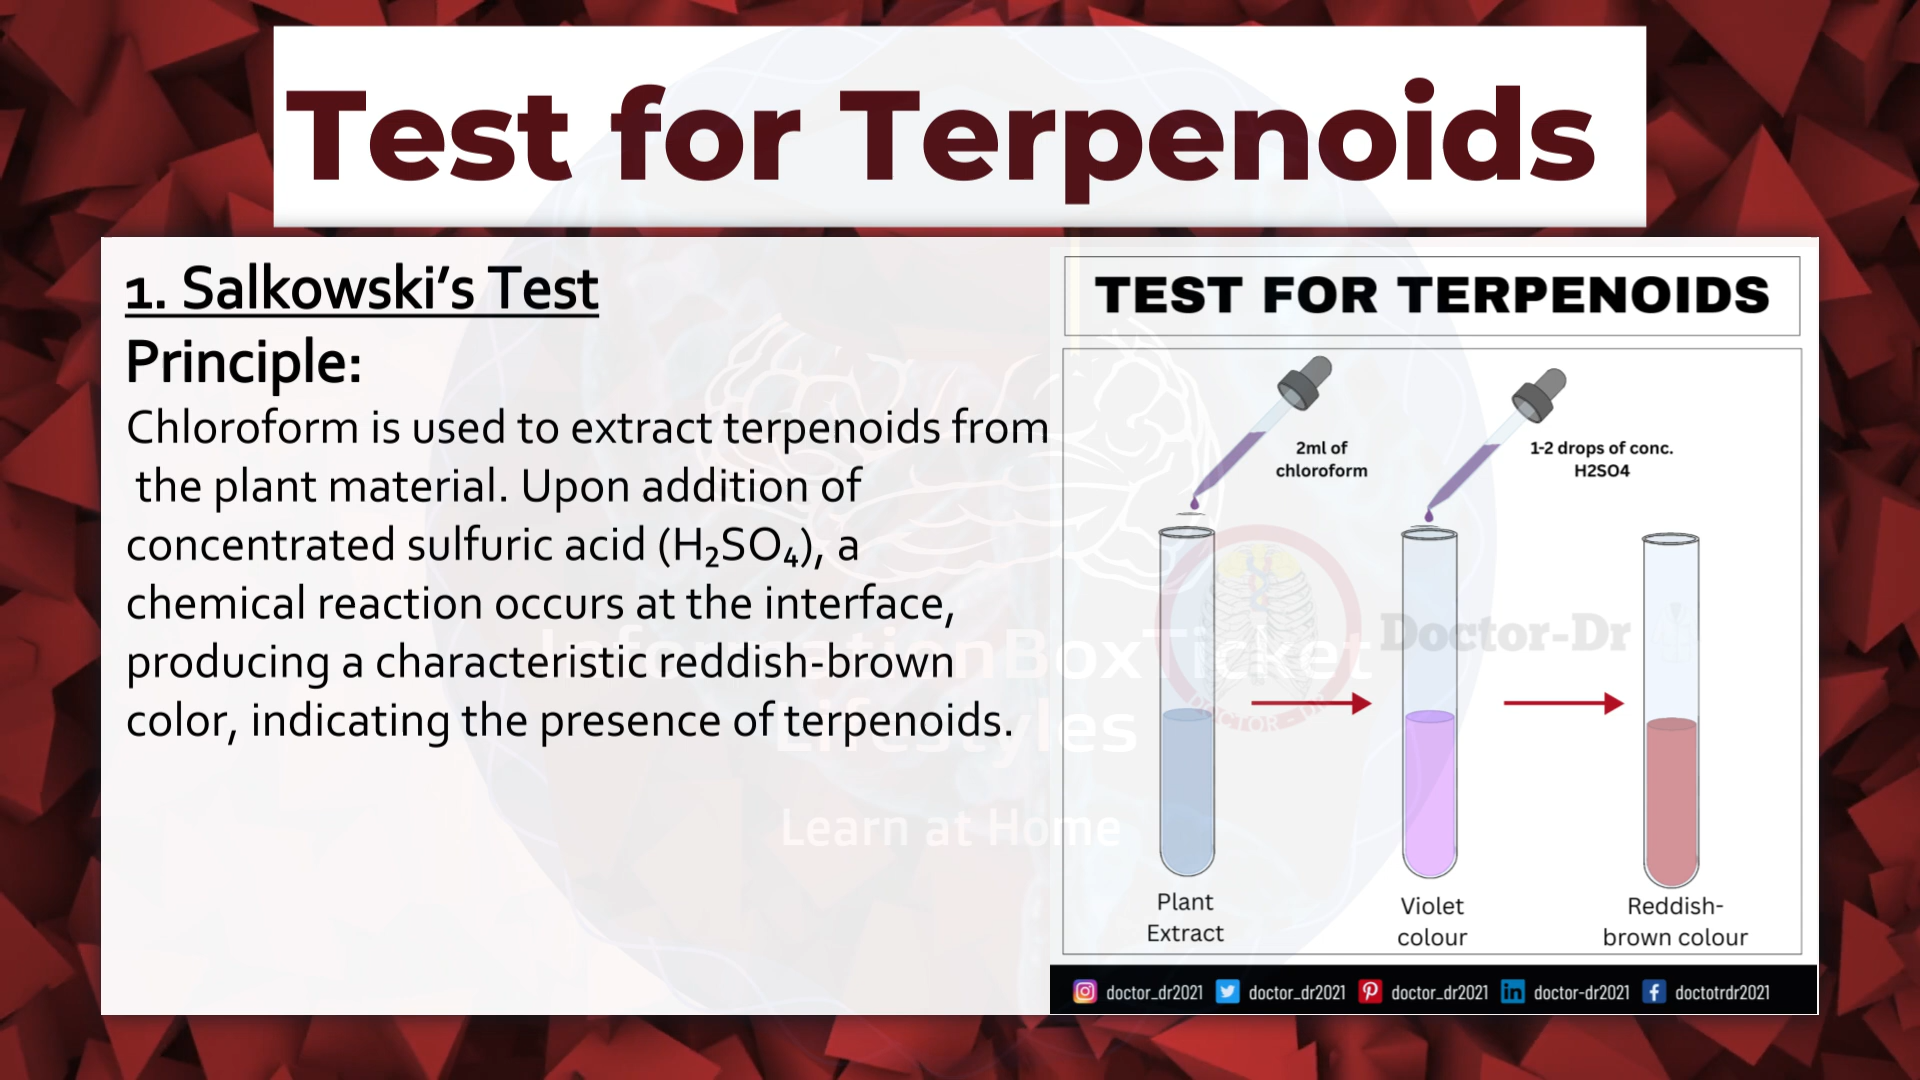 Test for Terpenoids
1. Salkowski’s Test
Principle:
Chloroform is used to extract terpenoids from
the plant material. Upon addition of
concentrated sulfuric acid (H₂SO₄), a
chemical reaction occurs at the interface,
producing a characteristic reddish-brown
color, indicating the presence of terpenoids.
InformationBoxTicket
Lifestyles
Learn at Home
TEST FOR TERPENOIDS
2ml of
chloroform
1-2 drops of conc.
H2SO4
Doctor-Dr
DOCTOR - DR
Plant
Extract
Violet
colour
Reddish-
brown colour
doctor_dr2021 doctor_dr2021 doctor_dr2021 doctor-dr2021 doctotrdr2021